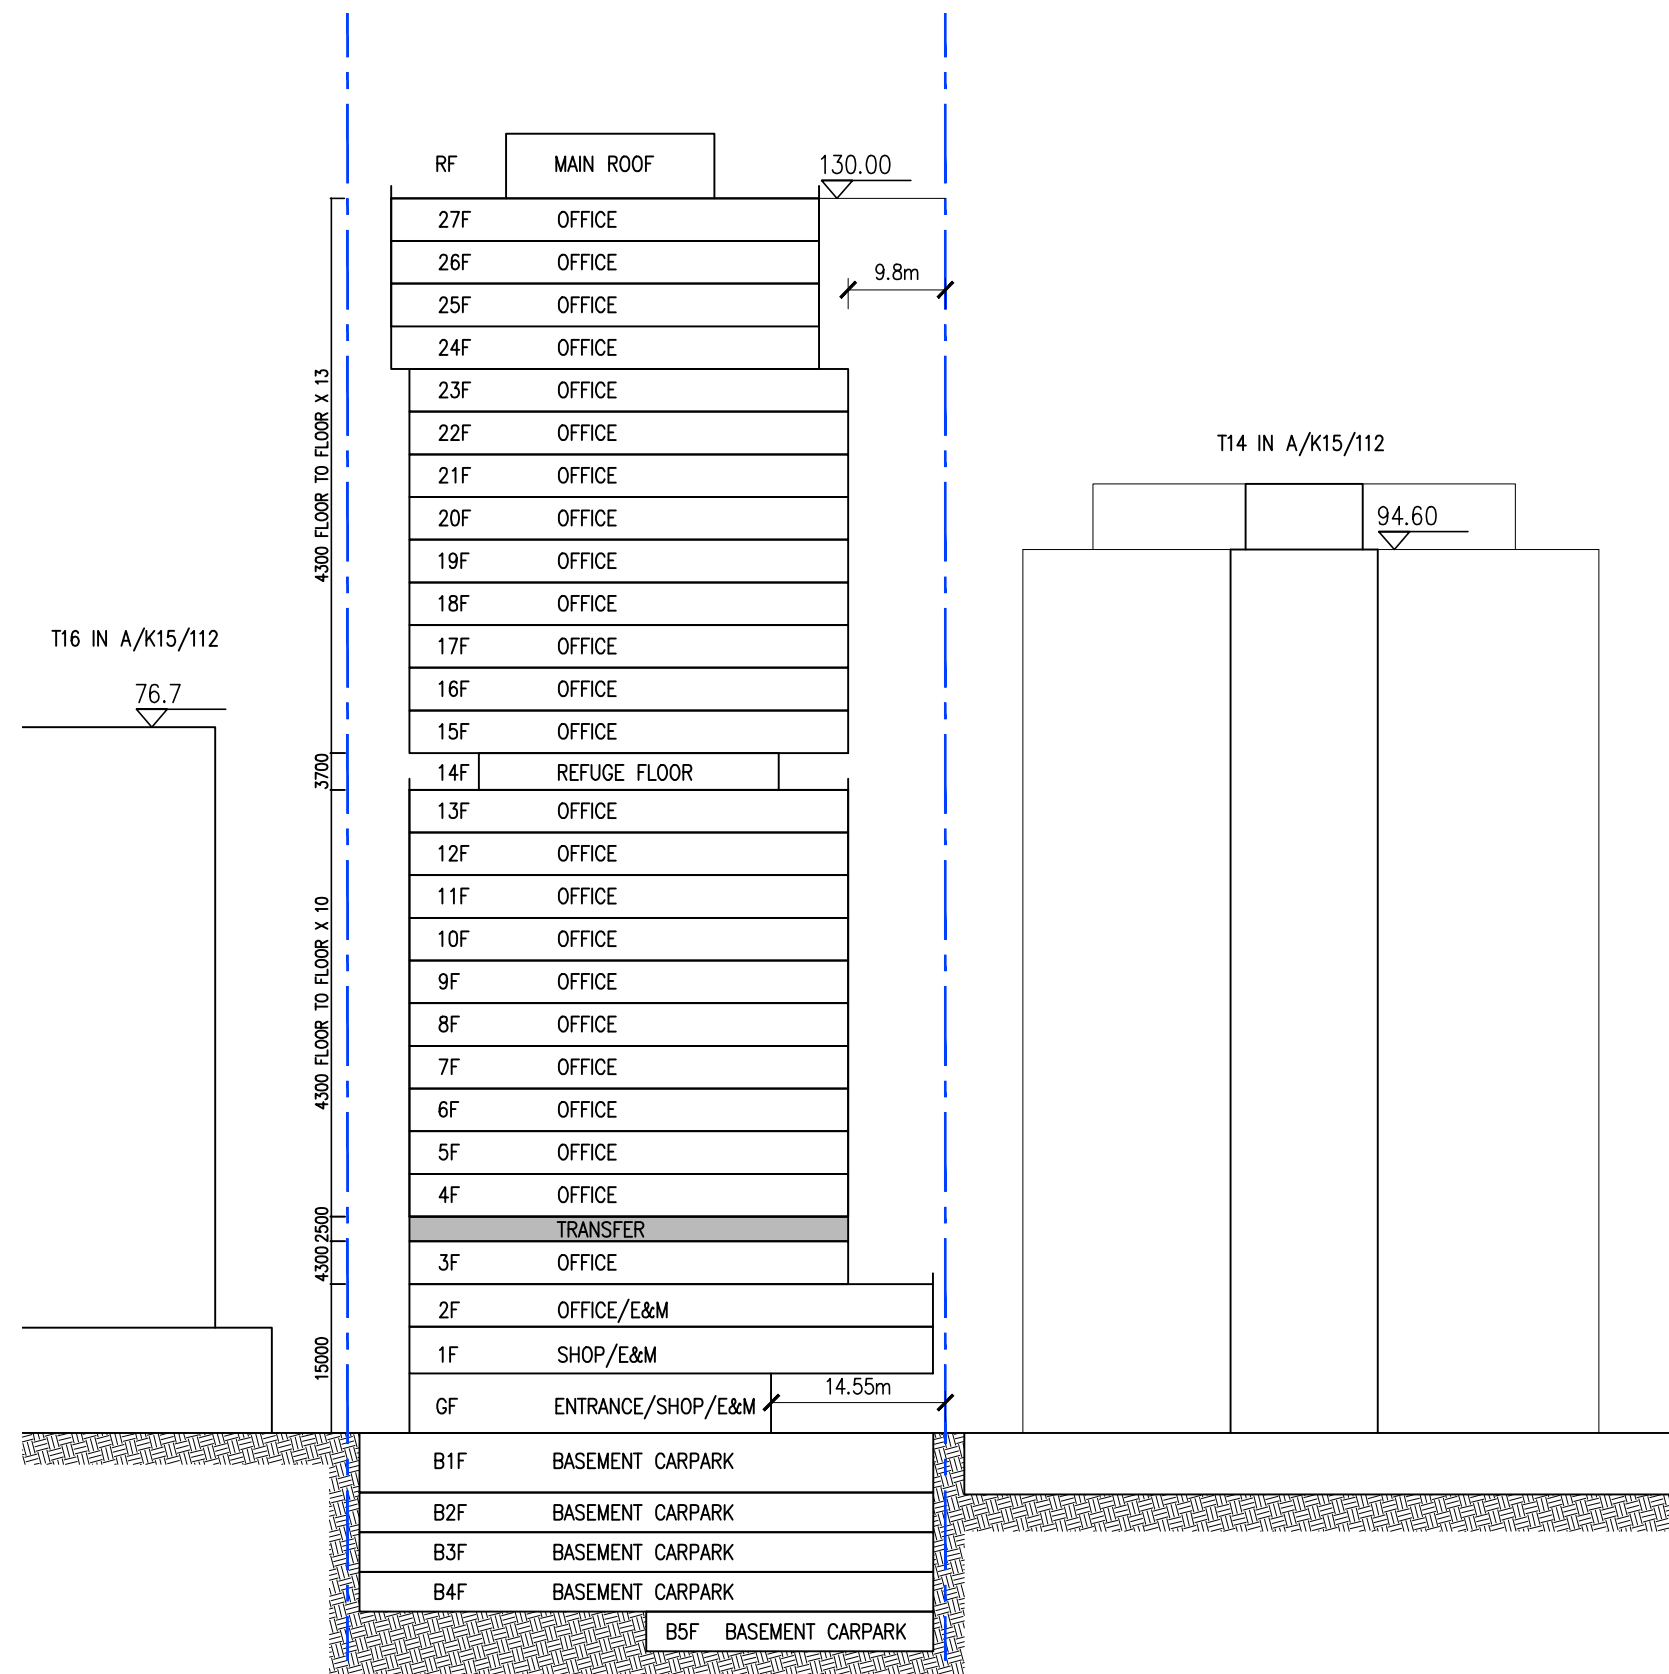 RF MAIN ROOF 130.00
27F OFFICE
26F OFFICE
9.8m
25F OFFICE
24F OFFICE
23F OFFICE
4300 FLOOR TO FLOOR X 13
22F OFFICE
T14 IN A/K15/112
21F OFFICE
20F OFFICE
94.60
19F OFFICE
18F OFFICE
T16 IN A/K15/112
17F OFFICE
16F OFFICE
76.7
15F OFFICE
3700
14F REFUGE FLOOR
13F OFFICE
12F OFFICE
11F OFFICE
10F OFFICE
4300 FLOOR TO FLOOR X 10
9F OFFICE
8F OFFICE
7F OFFICE
6F OFFICE
5F OFFICE
4F OFFICE
2500
TRANSFER
4300
3F OFFICE
2F OFFICE/E&M
15000
1F SHOP/E&M
14.55m
GF ENTRANCE/SHOP/E&M
B1F BASEMENT CARPARK
B2F BASEMENT CARPARK
B3F BASEMENT CARPARK
B4F BASEMENT CARPARK
B5F BASEMENT CARPARK